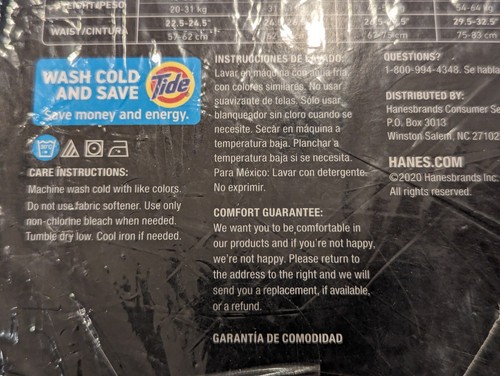 WEIGHT/PESO
20-31 kg
54-64 kg
22.5-24.5"
29.5-32.5"
WAIST/CINTURA
57-62 cm
75-83 cm
WASH COLD
AND SAVE
Tide
Save money and energy.
CARE INSTRUCTIONS:
Machine wash cold with like colors.
Do not use fabric softener. Use only
non-chlorine bleach when needed.
Tumble dry low. Cool iron if needed.
INSTRUCCIONES DE LAVADO:
Lavar en máquina con agua fría
con colores similares. No usar
suavizante de telas. Sólo usar
blanqueador sin cloro cuando se
necesite. Secar en máquina a
temperatura baja. Planchar a
temperatura baja si se necesita.
Para México: Lavar con detergente.
No exprimir.
COMFORT GUARANTEE:
We want you to be comfortable in
our products and if you're not happy,
we're not happy. Please return to
the address to the right and we will
send you a replacement, if available,
or a refund.
GARANTÍA DE COMODIDAD
QUESTIONS?
1-800-994-4348. Se habla
DISTRIBUTED BY:
Hanesbrands Consumer Se
P.O. Box 3013
Winston Salem, NC 27102
HANES.COM
©2020 Hanesbrands Inc.
All rights reserved.